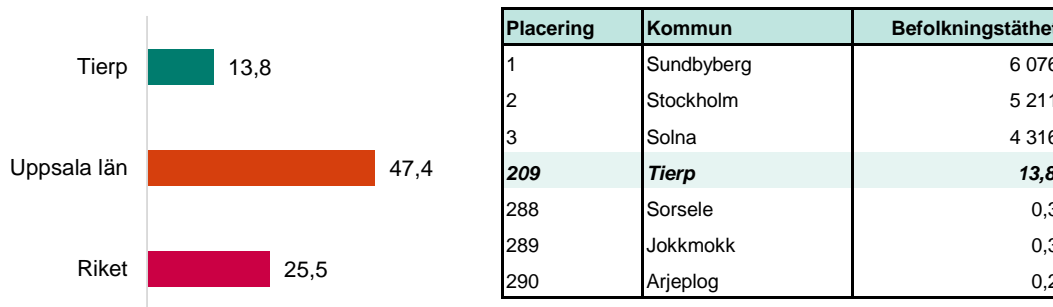 Tierp 13,8
Uppsala län 47,4
Riket 25,5
Placering Kommun Befolkningstäthet
1 Sundbyberg 6 076
2 Stockholm 5 211
3 Solna 4 316
209 Tierp 13,8
288 Sorsele 0,3
289 Jokkmokk 0,3
290 Arjeplog 0,2